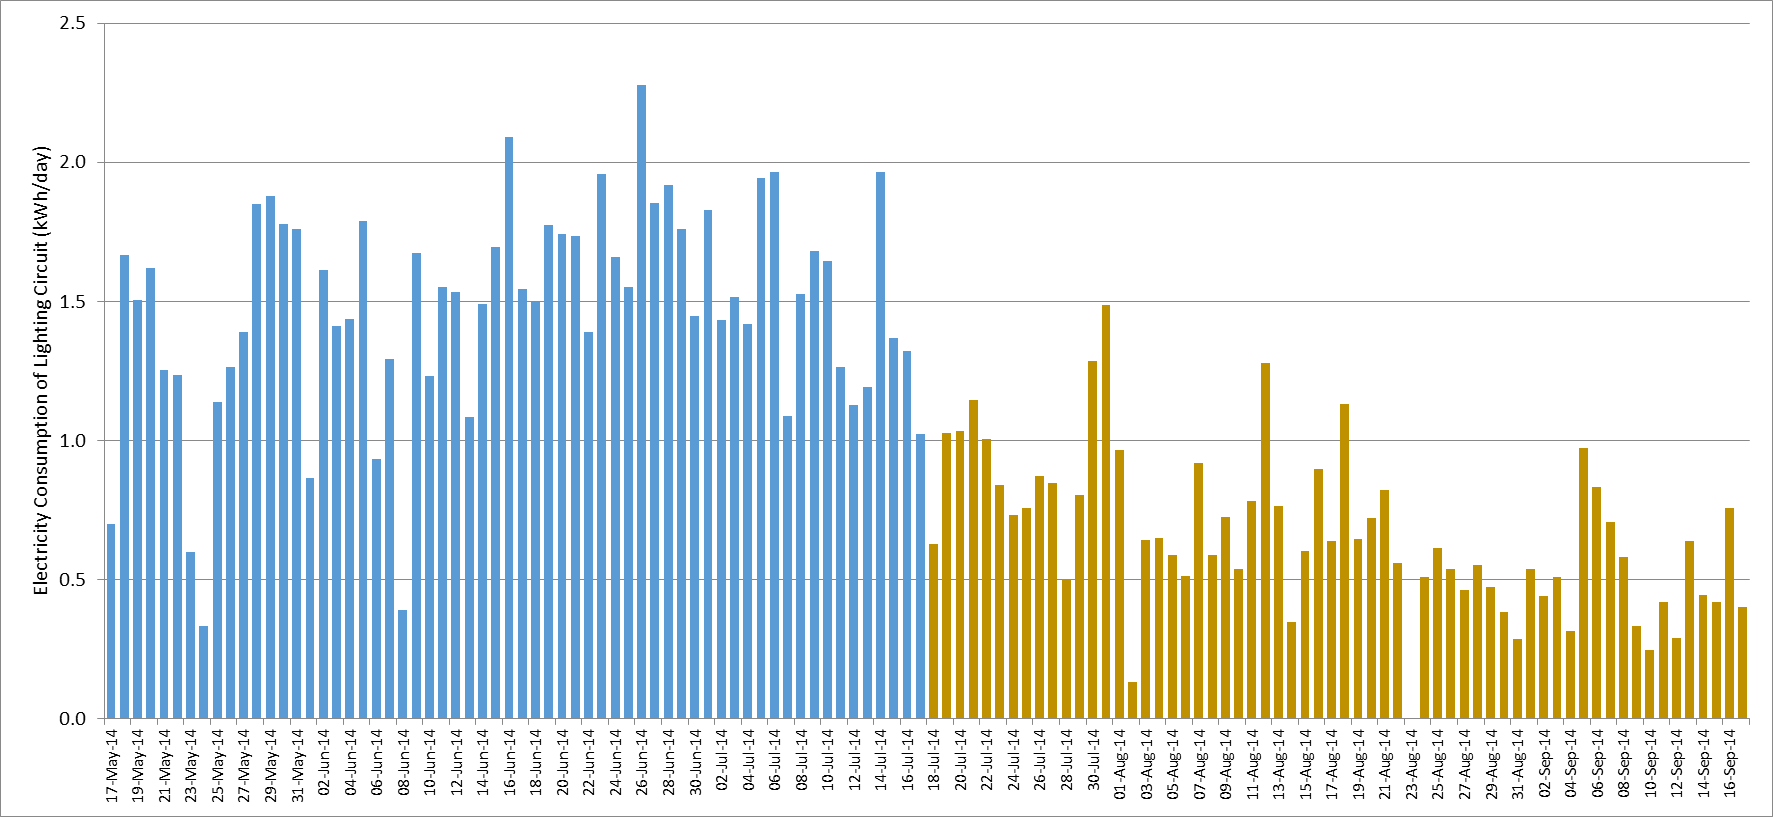 Electricity Consumption of Lighting Circuit (kWh/day)
2.5
2.0
1.5
1.0
0.5
0.0
17-May-14
19-May-14
21-May-14
23-May-14
25-May-14
27-May-14
29-May-14
31-May-14
02-Jun-14
04-Jun-14
06-Jun-14
08-Jun-14
10-Jun-14
12-Jun-14
14-Jun-14
16-Jun-14
18-Jun-14
20-Jun-14
22-Jun-14
24-Jun-14
26-Jun-14
28-Jun-14
30-Jun-14
02-Jul-14
04-Jul-14
06-Jul-14
08-Jul-14
10-Jul-14
12-Jul-14
14-Jul-14
16-Jul-14
18-Jul-14
20-Jul-14
22-Jul-14
24-Jul-14
26-Jul-14
28-Jul-14
30-Jul-14
01-Aug-14
03-Aug-14
05-Aug-14
07-Aug-14
09-Aug-14
11-Aug-14
13-Aug-14
15-Aug-14
17-Aug-14
19-Aug-14
21-Aug-14
23-Aug-14
25-Aug-14
27-Aug-14
29-Aug-14
31-Aug-14
02-Sep-14
04-Sep-14
06-Sep-14
08-Sep-14
10-Sep-14
12-Sep-14
14-Sep-14
16-Sep-14